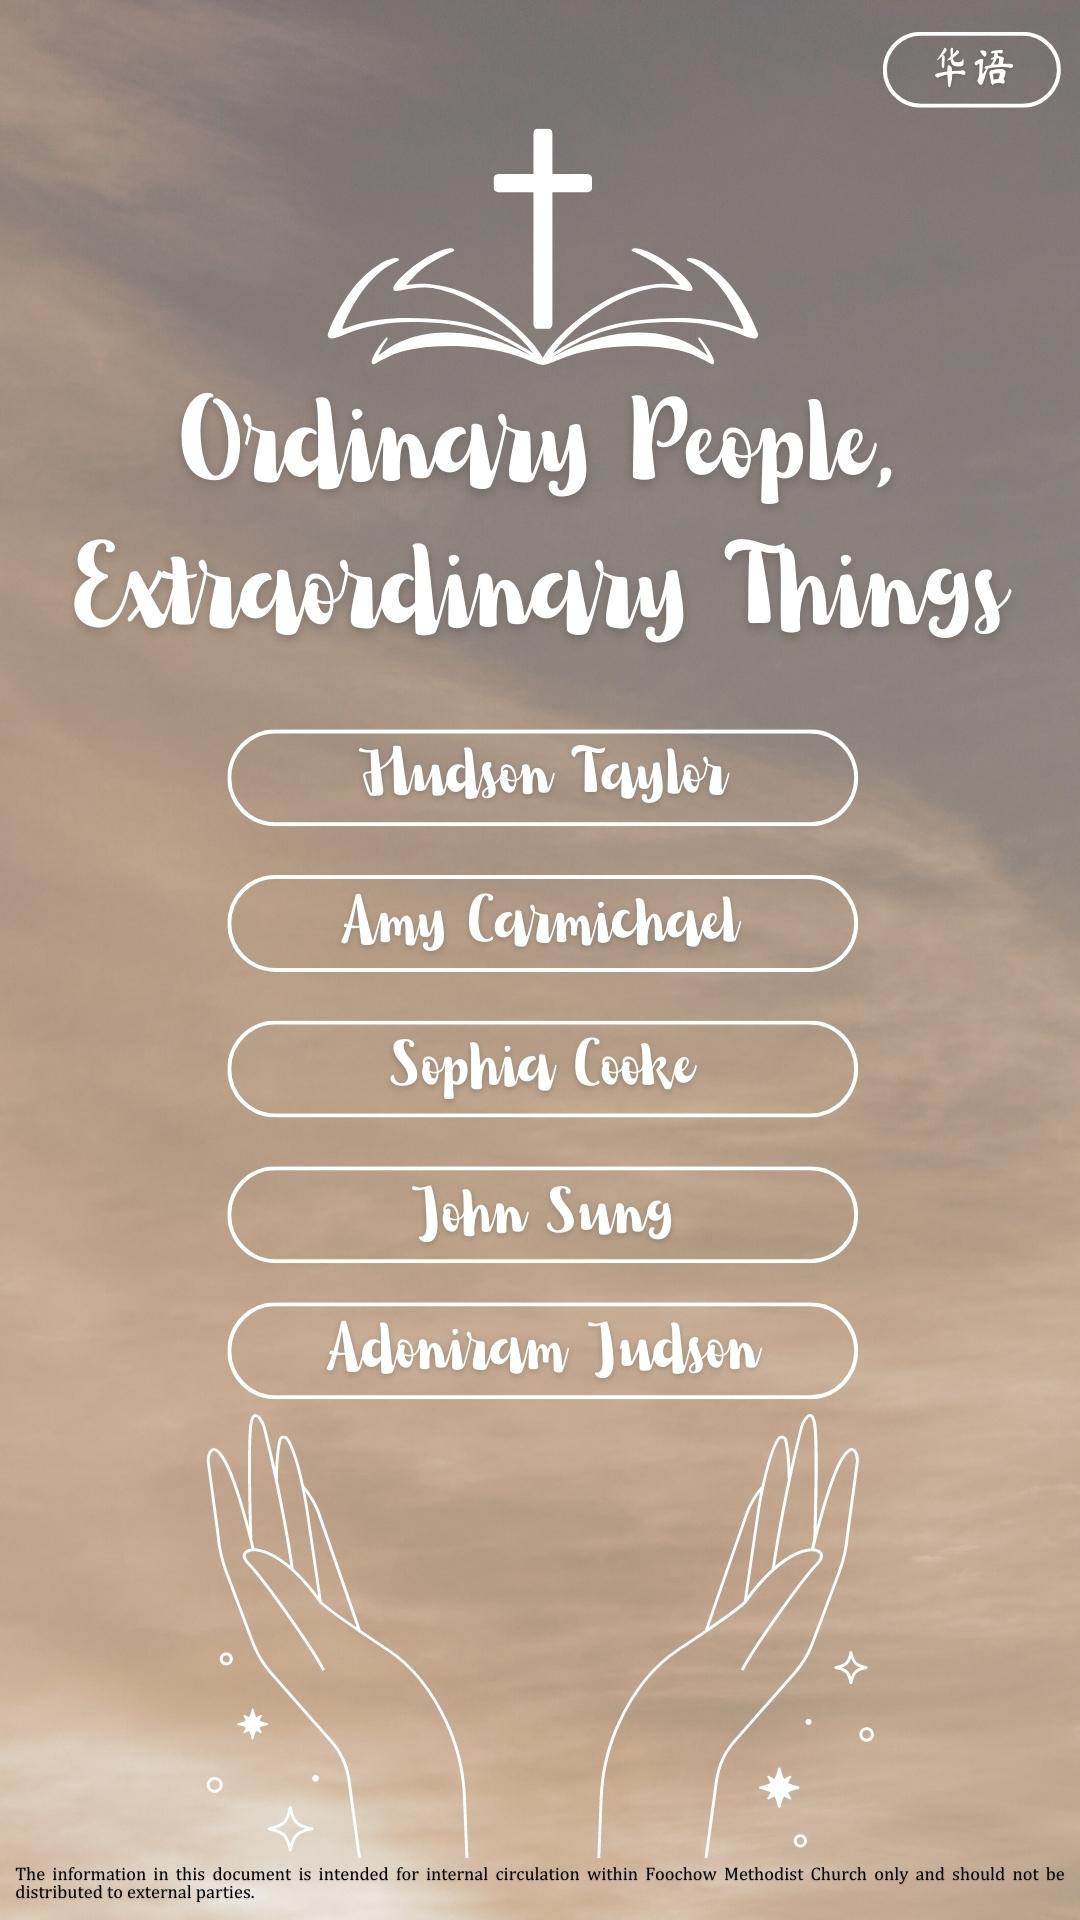 华语
Ordinary People,
Extraordinary Things
Hudson Taylor
Amy Carmichael
Sophia Cooke
John Sung
Adoniram Judson
The information in this document is intended for internal circulation within Foochow Methodist Church only and should not be
distributed to external parties.